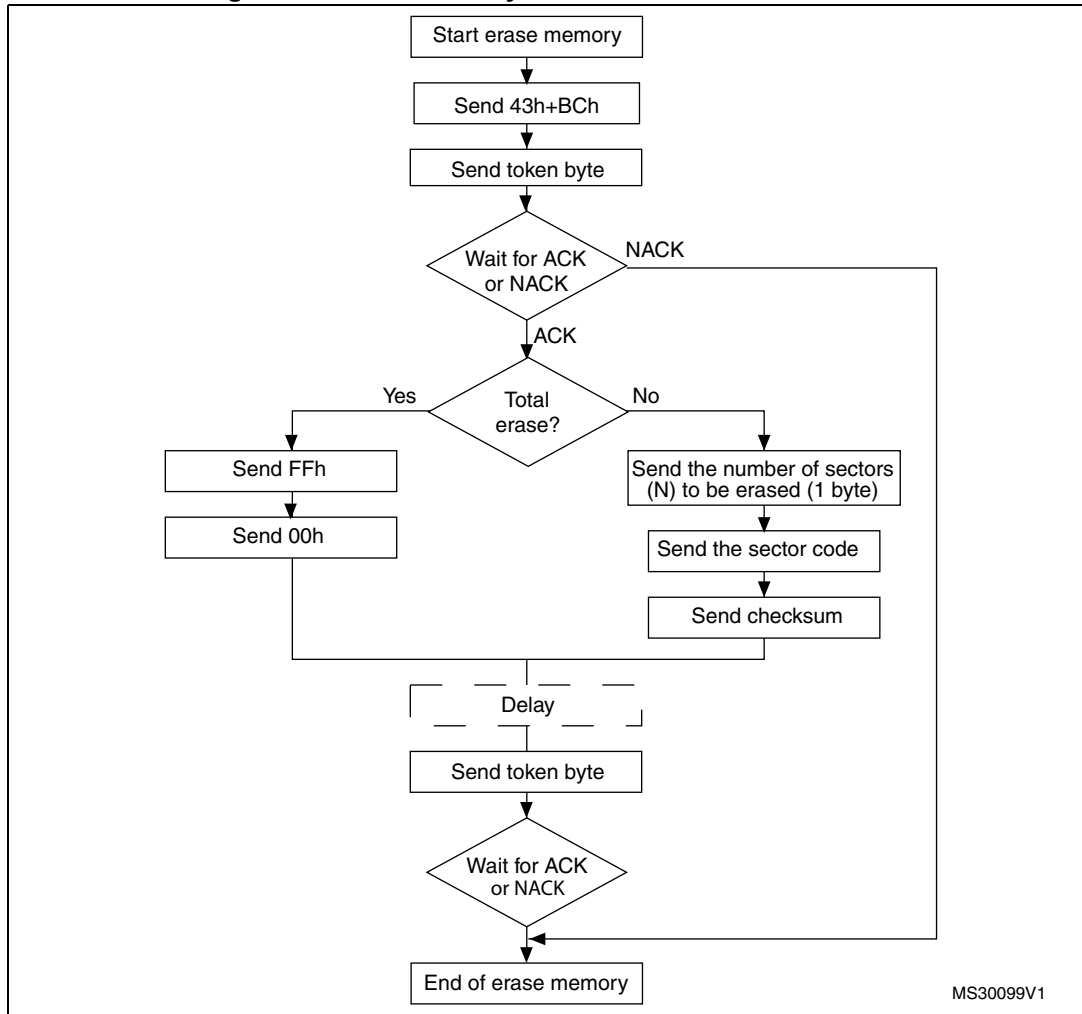 Start erase memory
Send 43h+BCh
Send token byte
Wait for ACK
or NACK
NACK
ACK
Yes
Total
erase?
No
Send FFh
Send the number of sectors
(N) to be erased (1 byte)
Send 00h
Send the sector code
Send checksum
Delay
Send token byte
Wait for ACK
or NACK
End of erase memory
MS30099V1